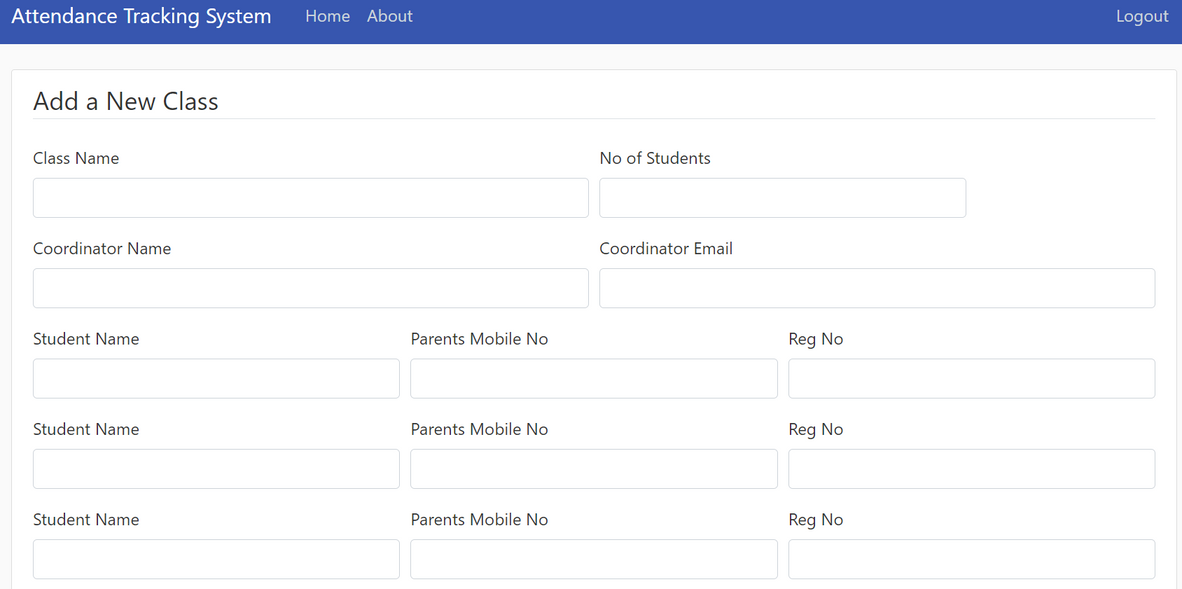 Attendance Tracking System Home About Logout
Add a New Class
Class Name No of Students
Coordinator Name Coordinator Email
Student Name Parents Mobile No Reg No
Student Name Parents Mobile No Reg No
Student Name Parents Mobile No Reg No